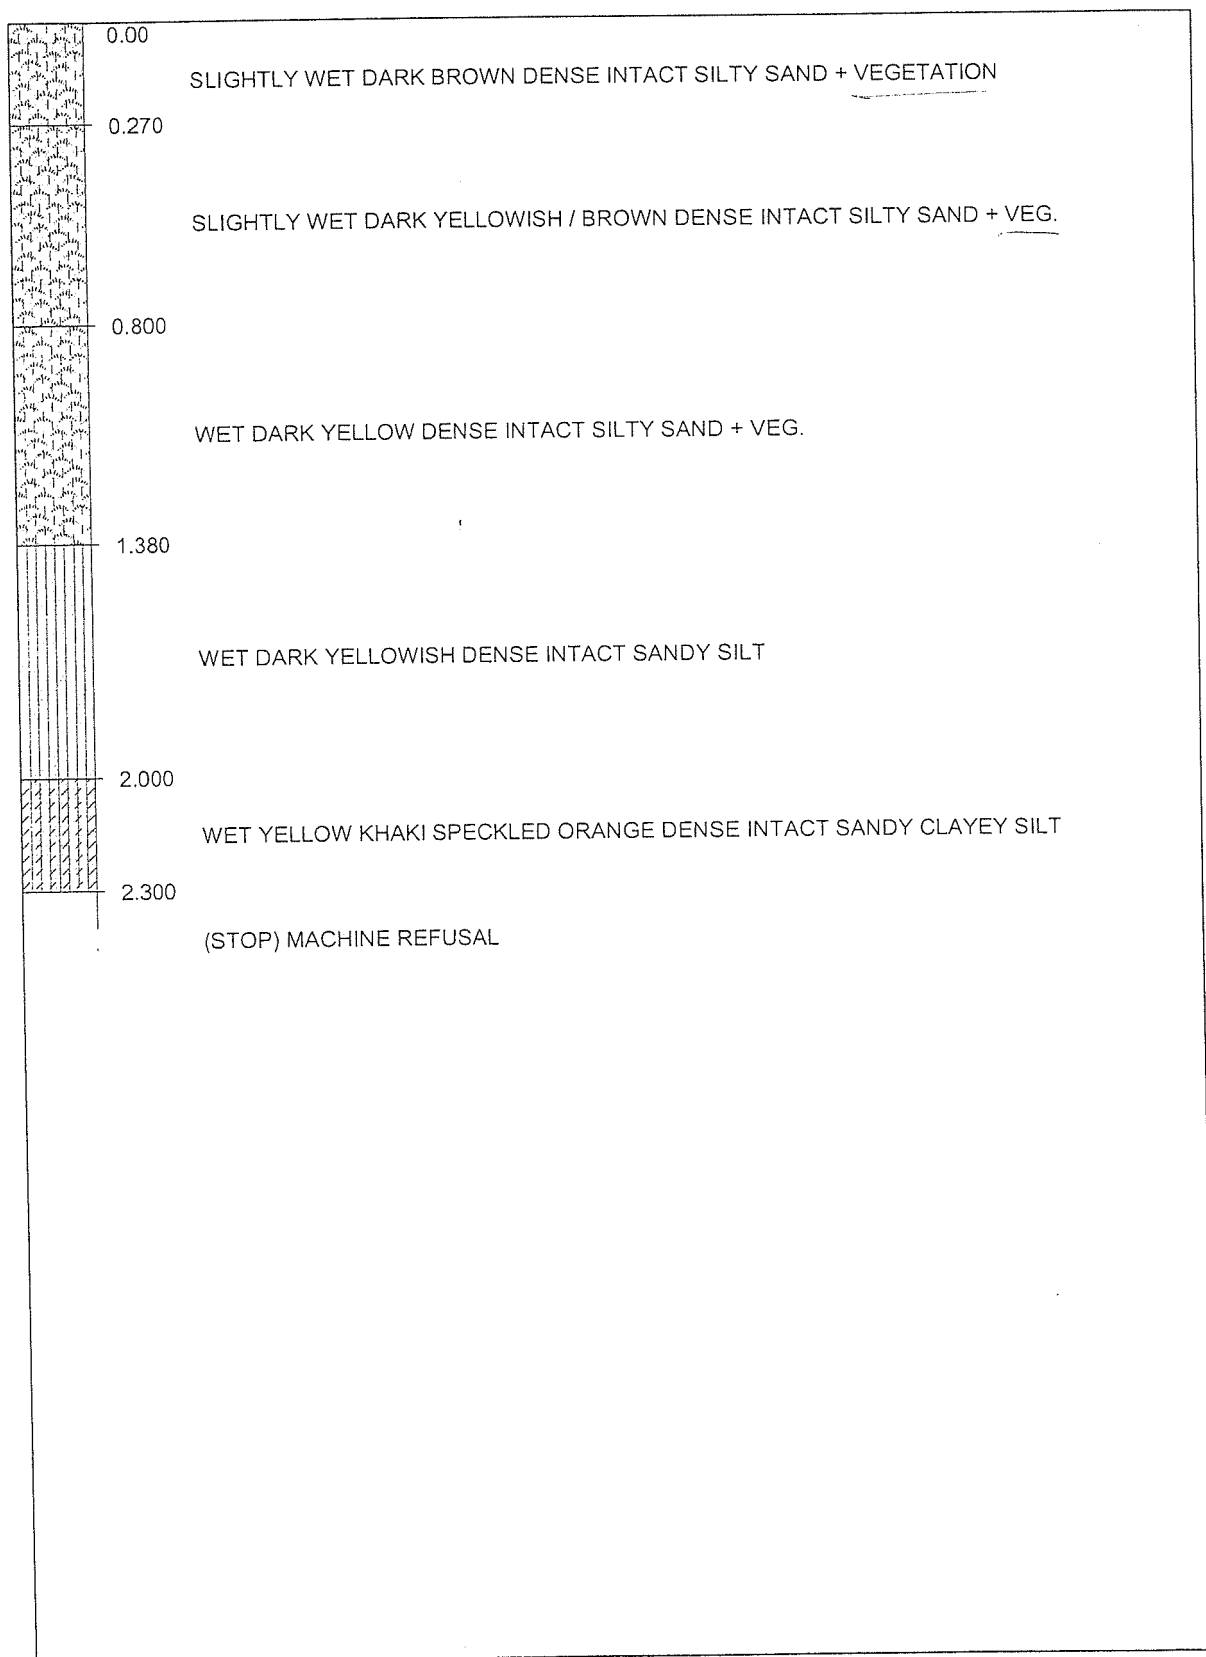 0.00
SLIGHTLY WET DARK BROWN DENSE INTACT SILTY SAND + VEGETATION
0.270
SLIGHTLY WET DARK YELLOWISH / BROWN DENSE INTACT SILTY SAND + VEG.
0.800
WET DARK YELLOW DENSE INTACT SILTY SAND + VEG.
1.380
WET DARK YELLOWISH DENSE INTACT SANDY SILT
2.000
WET YELLOW KHAKI SPECKLED ORANGE DENSE INTACT SANDY CLAYEY SILT
2.300
(STOP) MACHINE REFUSAL